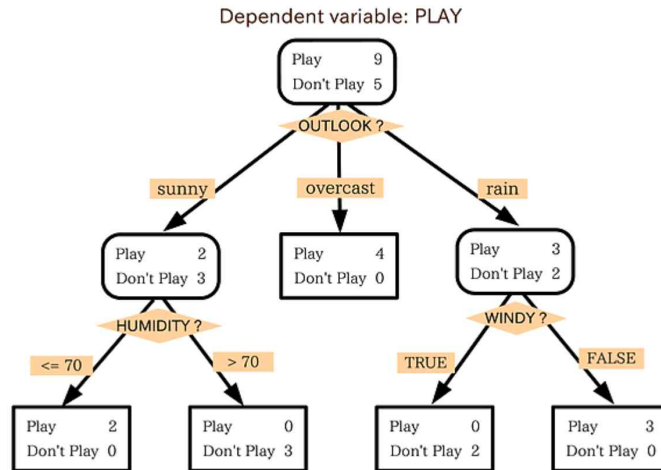 Dependent variable: PLAY
Play 9
Don't Play 5
OUTLOOK ?
sunny
overcast
rain
Play 2
Don't Play 3
Play 4
Don't Play 0
Play 3
Don't Play 2
HUMIDITY ?
WINDY ?
<= 70
> 70
TRUE
FALSE
Play 2
Don't Play 0
Play 0
Don't Play 3
Play 0
Don't Play 2
Play 3
Don't Play 0